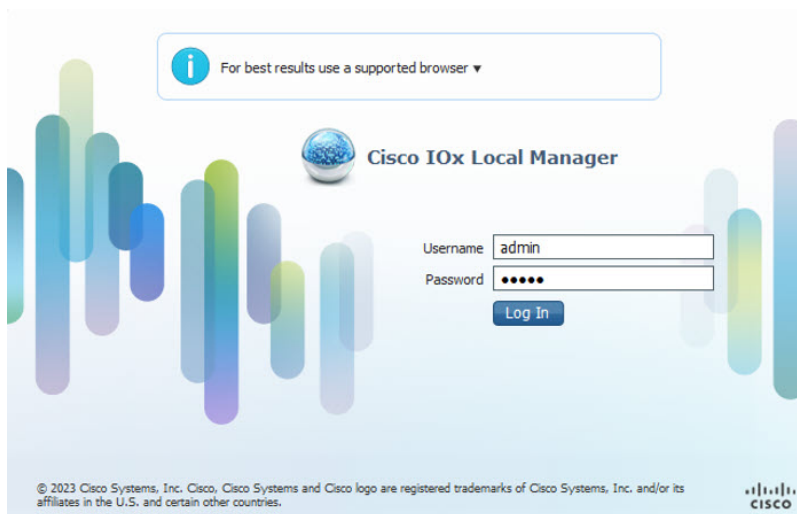 For best results use a supported browser ▼
Cisco IOx Local Manager
Username admin
Password •••••
Log In
© 2023 Cisco Systems, Inc. Cisco, Cisco Systems and Cisco logo are registered trademarks of Cisco Systems, Inc. and/or its
affiliates in the U.S. and certain other countries.
CISCO